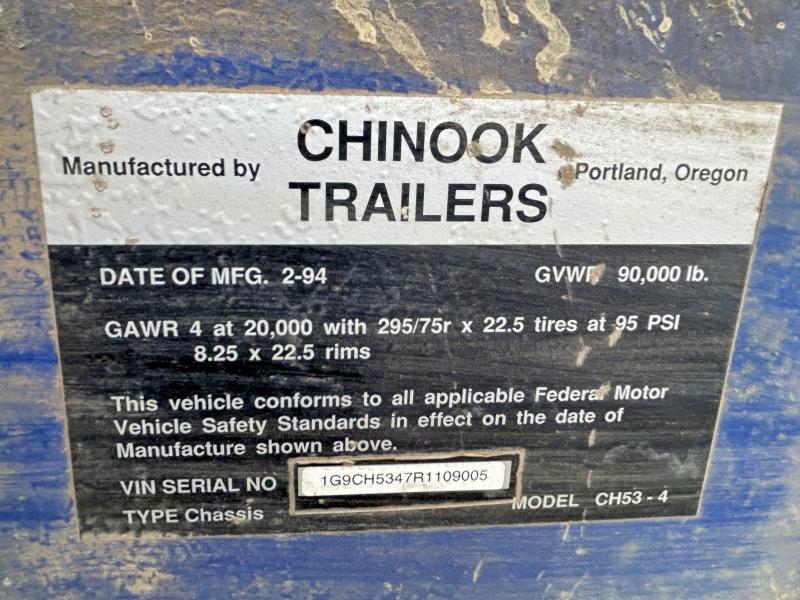 Manufactured by CHINOOK TRAILERS Portland, Oregon
DATE OF MFG. 2-94 GVWR 90,000 lb.
GAWR 4 at 20,000 with 295/75r x 22.5 tires at 95 PSI
8.25 x 22.5 rims
This vehicle conforms to all applicable Federal Motor
Vehicle Safety Standards in effect on the date of
Manufacture shown above.
VIN SERIAL NO 1G9CH5347R1109005
TYPE Chassis MODEL CH53 - 4